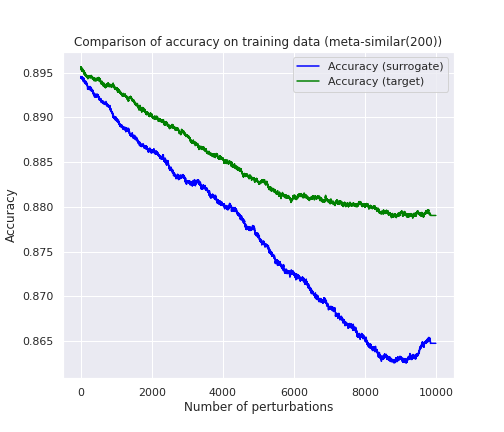 Comparison of accuracy on training data (meta-similar(200))
Accuracy (surrogate)
Accuracy (target)
Accuracy
0.895
0.890
0.885
0.880
0.875
0.870
0.865
0 2000 4000 6000 8000 10000
Number of perturbations